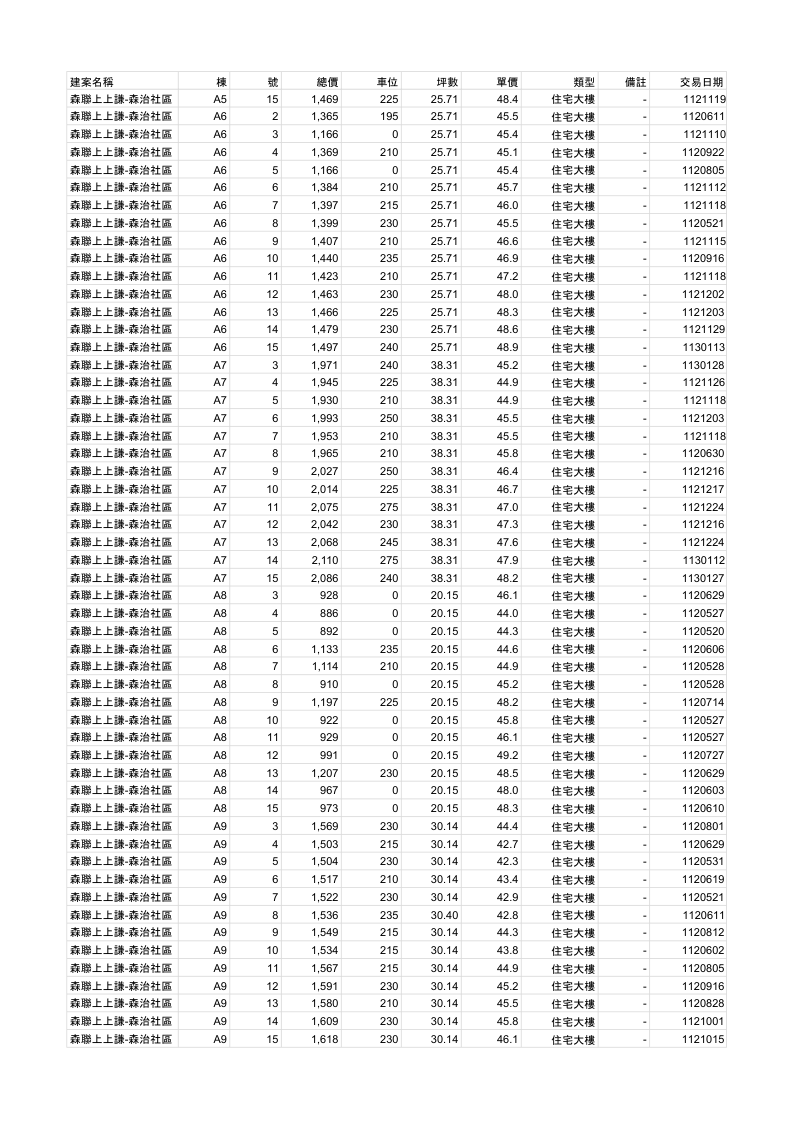 建案名稱 棟 號 總價 車位 坪數 單價 類型 備註 交易日期
森聯上上謙-森治社區 A5 15 1,469 225 25.71 48.4 住宅大樓 - 1121119
森聯上上謙-森治社區 A6 2 1,365 195 25.71 45.5 住宅大樓 - 1120611
森聯上上謙-森治社區 A6 3 1,166 0 25.71 45.4 住宅大樓 - 1121110
森聯上上謙-森治社區 A6 4 1,369 210 25.71 45.1 住宅大樓 - 1120922
森聯上上謙-森治社區 A6 5 1,166 0 25.71 45.4 住宅大樓 - 1120805
森聯上上謙-森治社區 A6 6 1,384 210 25.71 45.7 住宅大樓 - 1121112
森聯上上謙-森治社區 A6 7 1,397 215 25.71 46.0 住宅大樓 - 1121118
森聯上上謙-森治社區 A6 8 1,399 230 25.71 45.5 住宅大樓 - 1120521
森聯上上謙-森治社區 A6 9 1,407 210 25.71 46.6 住宅大樓 - 1121115
森聯上上謙-森治社區 A6 10 1,440 235 25.71 46.9 住宅大樓 - 1120916
森聯上上謙-森治社區 A6 11 1,423 210 25.71 47.2 住宅大樓 - 1121118
森聯上上謙-森治社區 A6 12 1,463 230 25.71 48.0 住宅大樓 - 1121202
森聯上上謙-森治社區 A6 13 1,466 225 25.71 48.3 住宅大樓 - 1121203
森聯上上謙-森治社區 A6 14 1,479 230 25.71 48.6 住宅大樓 - 1121129
森聯上上謙-森治社區 A6 15 1,497 240 25.71 48.9 住宅大樓 - 1130113
森聯上上謙-森治社區 A7 3 1,971 240 38.31 45.2 住宅大樓 - 1130128
森聯上上謙-森治社區 A7 4 1,945 225 38.31 44.9 住宅大樓 - 1121126
森聯上上謙-森治社區 A7 5 1,930 210 38.31 44.9 住宅大樓 - 1121118
森聯上上謙-森治社區 A7 6 1,993 250 38.31 45.5 住宅大樓 - 1121203
森聯上上謙-森治社區 A7 7 1,953 210 38.31 45.5 住宅大樓 - 1121118
森聯上上謙-森治社區 A7 8 1,965 210 38.31 45.8 住宅大樓 - 1120630
森聯上上謙-森治社區 A7 9 2,027 250 38.31 46.4 住宅大樓 - 1121216
森聯上上謙-森治社區 A7 10 2,014 225 38.31 46.7 住宅大樓 - 1121217
森聯上上謙-森治社區 A7 11 2,075 275 38.31 47.0 住宅大樓 - 1121224
森聯上上謙-森治社區 A7 12 2,042 230 38.31 47.3 住宅大樓 - 1121216
森聯上上謙-森治社區 A7 13 2,068 245 38.31 47.6 住宅大樓 - 1121224
森聯上上謙-森治社區 A7 14 2,110 275 38.31 47.9 住宅大樓 - 1130112
森聯上上謙-森治社區 A7 15 2,086 240 38.31 48.2 住宅大樓 - 1130127
森聯上上謙-森治社區 A8 3 928 0 20.15 46.1 住宅大樓 - 1120629
森聯上上謙-森治社區 A8 4 886 0 20.15 44.0 住宅大樓 - 1120527
森聯上上謙-森治社區 A8 5 892 0 20.15 44.3 住宅大樓 - 1120520
森聯上上謙-森治社區 A8 6 1,133 235 20.15 44.6 住宅大樓 - 1120606
森聯上上謙-森治社區 A8 7 1,114 210 20.15 44.9 住宅大樓 - 1120528
森聯上上謙-森治社區 A8 8 910 0 20.15 45.2 住宅大樓 - 1120528
森聯上上謙-森治社區 A8 9 1,197 225 20.15 48.2 住宅大樓 - 1120714
森聯上上謙-森治社區 A8 10 922 0 20.15 45.8 住宅大樓 - 1120527
森聯上上謙-森治社區 A8 11 929 0 20.15 46.1 住宅大樓 - 1120527
森聯上上謙-森治社區 A8 12 991 0 20.15 49.2 住宅大樓 - 1120727
森聯上上謙-森治社區 A8 13 1,207 230 20.15 48.5 住宅大樓 - 1120629
森聯上上謙-森治社區 A8 14 967 0 20.15 48.0 住宅大樓 - 1120603
森聯上上謙-森治社區 A8 15 973 0 20.15 48.3 住宅大樓 - 1120610
森聯上上謙-森治社區 A9 3 1,569 230 30.14 44.4 住宅大樓 - 1120801
森聯上上謙-森治社區 A9 4 1,503 215 30.14 42.7 住宅大樓 - 1120629
森聯上上謙-森治社區 A9 5 1,504 230 30.14 42.3 住宅大樓 - 1120531
森聯上上謙-森治社區 A9 6 1,517 210 30.14 43.4 住宅大樓 - 1120619
森聯上上謙-森治社區 A9 7 1,522 230 30.14 42.9 住宅大樓 - 1120521
森聯上上謙-森治社區 A9 8 1,536 235 30.40 42.8 住宅大樓 - 1120611
森聯上上謙-森治社區 A9 9 1,549 215 30.14 44.3 住宅大樓 - 1120812
森聯上上謙-森治社區 A9 10 1,534 215 30.14 43.8 住宅大樓 - 1120602
森聯上上謙-森治社區 A9 11 1,567 215 30.14 44.9 住宅大樓 - 1120805
森聯上上謙-森治社區 A9 12 1,591 230 30.14 45.2 住宅大樓 - 1120916
森聯上上謙-森治社區 A9 13 1,580 210 30.14 45.5 住宅大樓 - 1120828
森聯上上謙-森治社區 A9 14 1,609 230 30.14 45.8 住宅大樓 - 1121001
森聯上上謙-森治社區 A9 15 1,618 230 30.14 46.1 住宅大樓 - 1121015